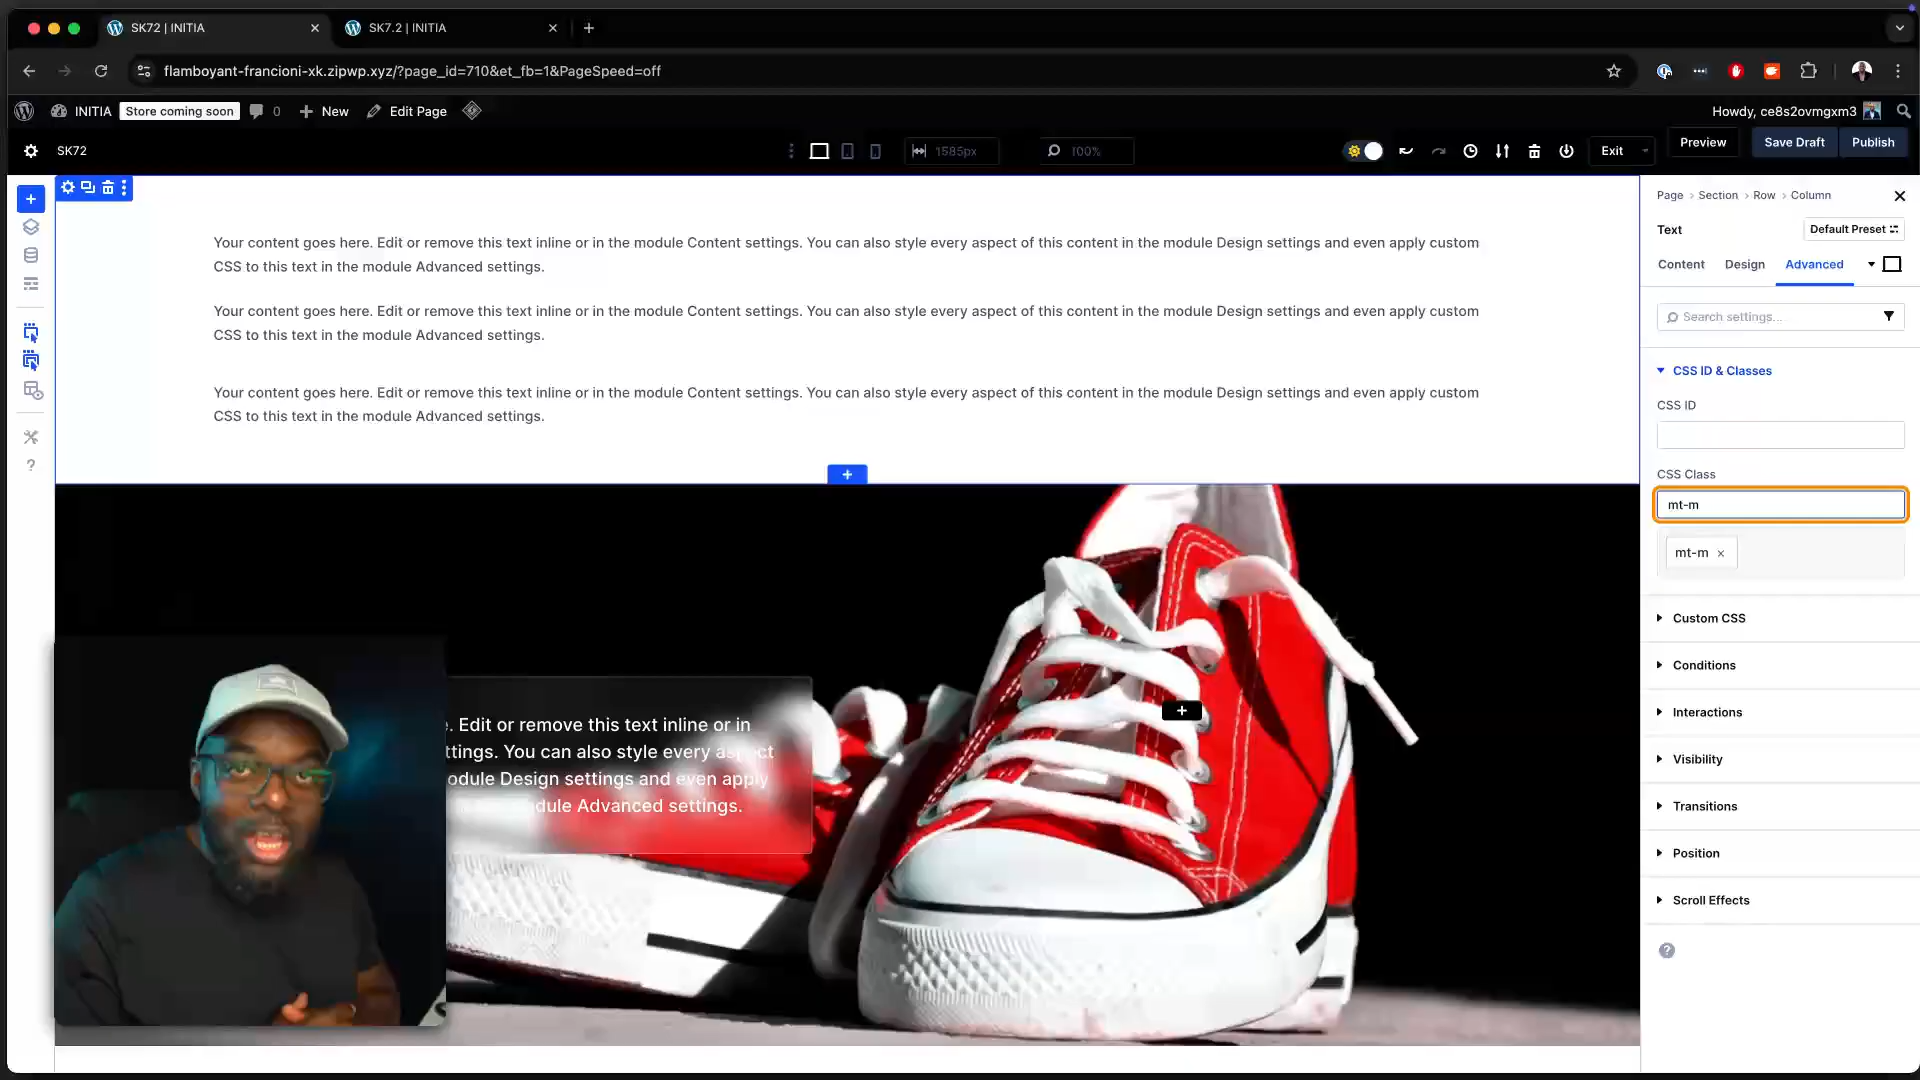 SK72 | INITIA
SK7.2 | INITIA
flamboyant-francioni-xk.zipwp.xyz/?page_id=710&et_fb=1&PageSpeed=off
INITIA
Store coming soon
0
New
Edit Page
Howdy, ce8s2ovmgxm3
SK72
1585px
100%
Exit
Preview
Save Draft
Publish
Your content goes here. Edit or remove this text inline or in the module Content settings. You can also style every aspect of this content in the module Design settings and even apply custom
CSS to this text in the module Advanced settings.
Your content goes here. Edit or remove this text inline or in the module Content settings. You can also style every aspect of this content in the module Design settings and even apply custom
CSS to this text in the module Advanced settings.
Your content goes here. Edit or remove this text inline or in the module Content settings. You can also style every aspect of this content in the module Design settings and even apply custom
CSS to this text in the module Advanced settings.
. Edit or remove this text inline or in
ttings. You can also style every aspect
odule Design settings and even apply
dule Advanced settings.
Page > Section > Row > Column
Text
Default Preset
Content
Design
Advanced
Search settings...
CSS ID & Classes
CSS ID
CSS Class
mt-m
mt-m ×
Custom CSS
Conditions
Interactions
Visibility
Transitions
Position
Scroll Effects